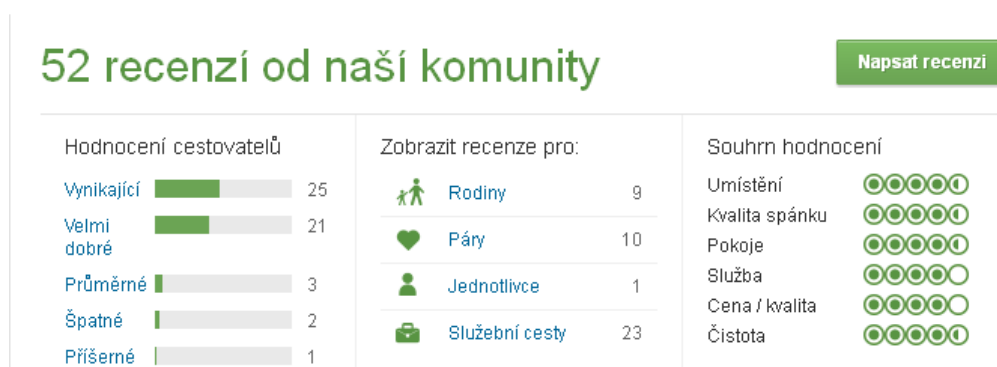 52 recenzí od naší komunity
Napsat recenzi
Hodnocení cestovatelů
Vynikající 25
Velmi
dobré 21
Průměrné 3
Špatné 2
Příšerné 1
Zobrazit recenze pro:
Rodiny 9
Páry 10
Jednotlivce 1
Služební cesty 23
Souhrn hodnocení
Umístění
Kvalita spánku
Pokoje
Služba
Cena / kvalita
Čistota